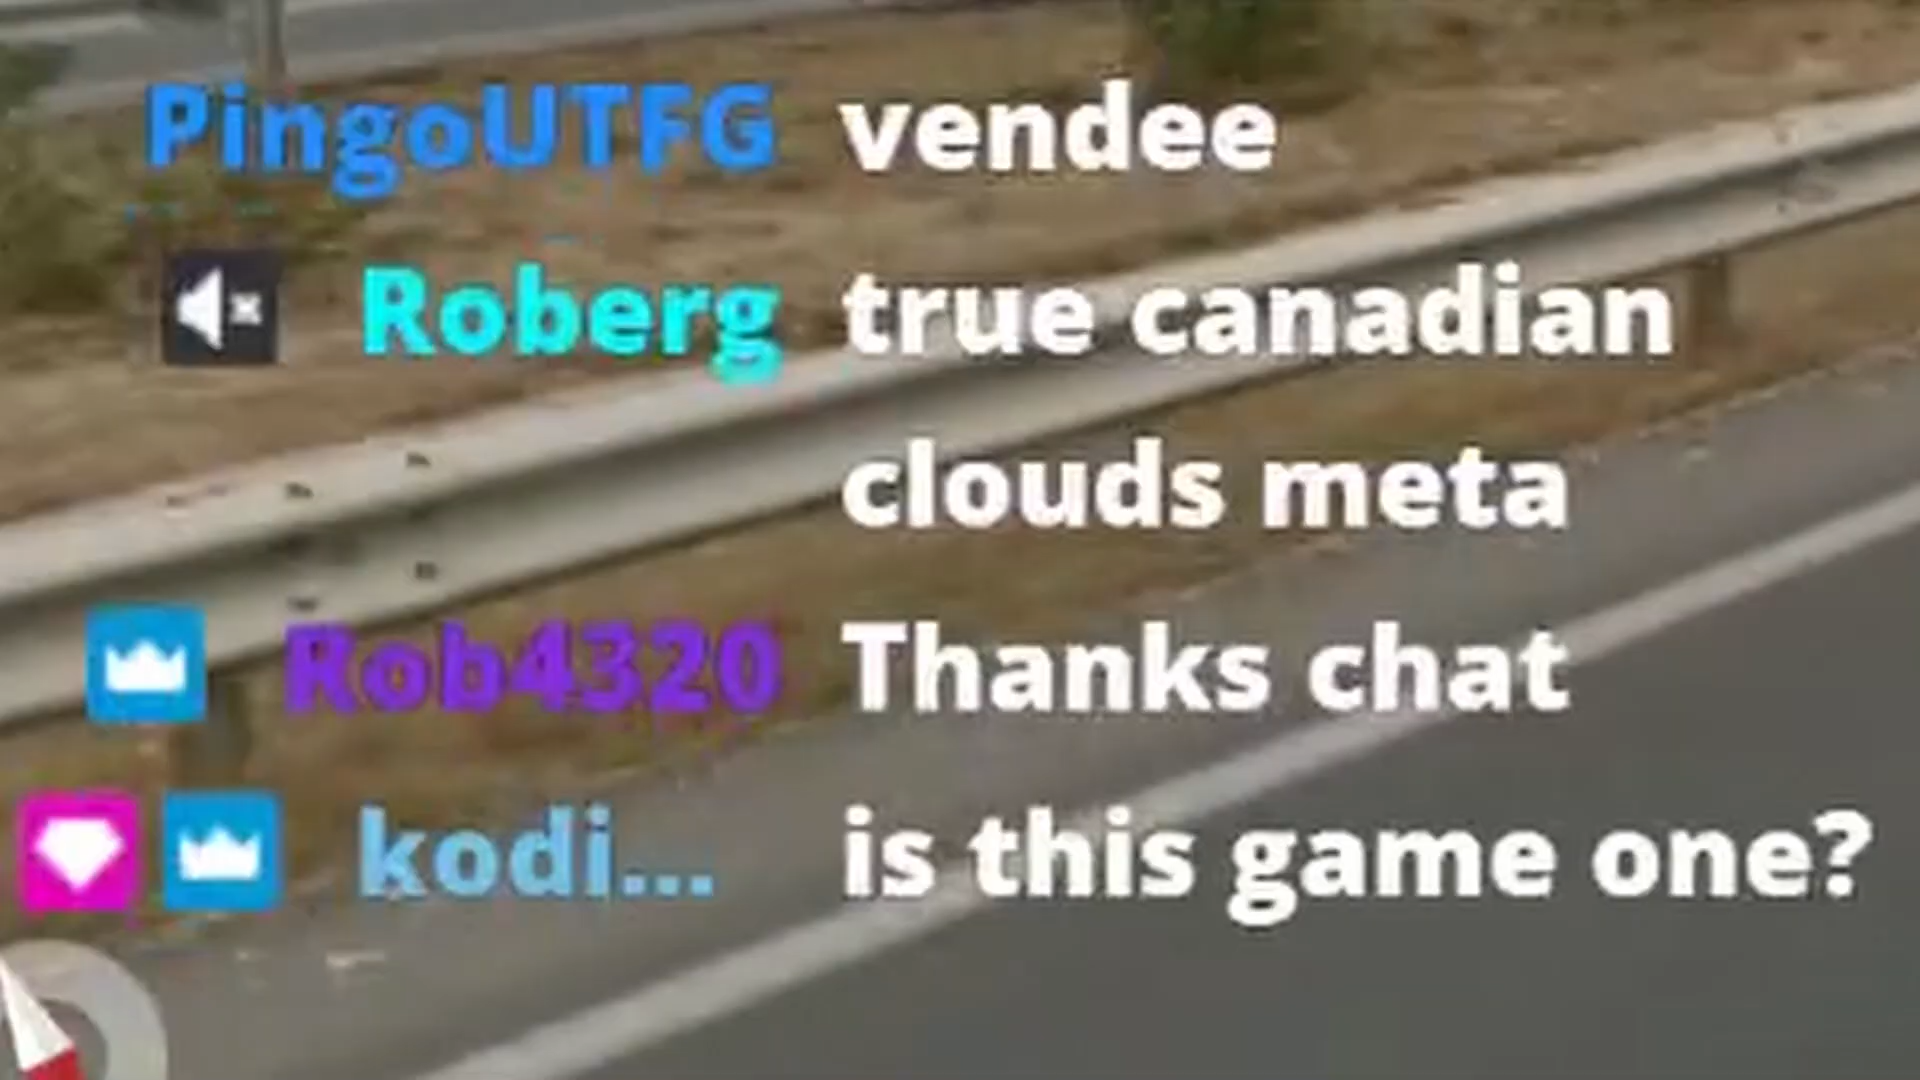 PingoUTFG vendee
Roberg true canadian
clouds meta
Rob4320 Thanks chat
kodi... is this game one?